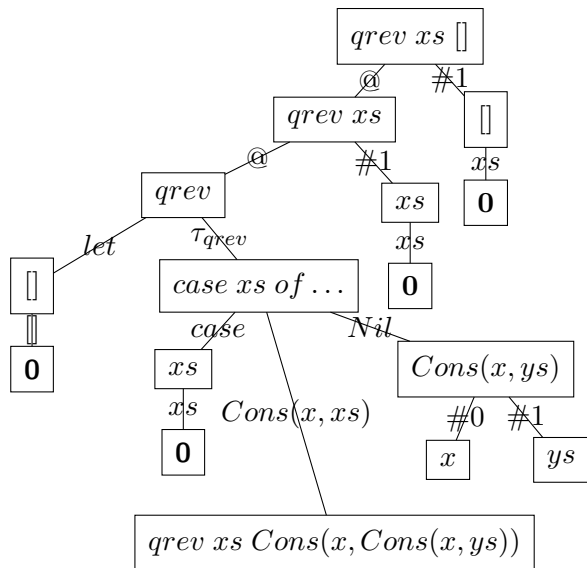 qrev xs []
@ #1
qrev xs []
@ #1 xs
qrev xs 0
let τqrev xs
[] case xs of ... 0
[] case Nil
0 xs Cons(x, ys)
xs Cons(x, xs) #0 #1
0 x ys
qrev xs Cons(x, Cons(x, ys))